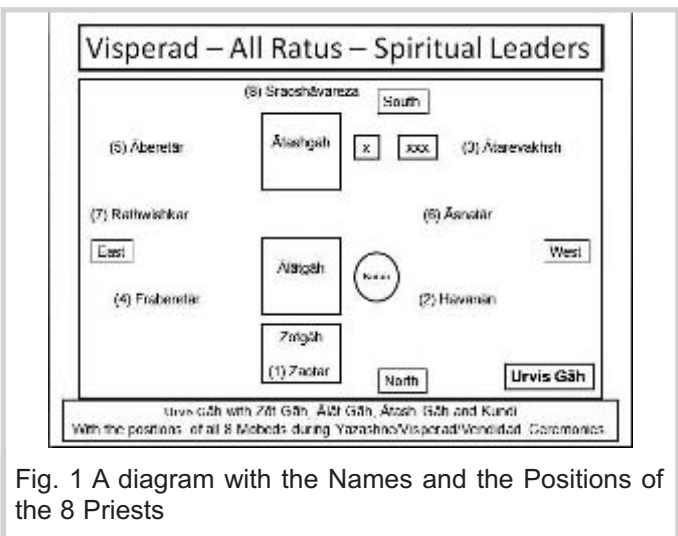 Visperad – All Ratus – Spiritual Leaders
(8) Sraoshâvareza
South
(5) Âberetâr
Âtashgâh
x
xxx
(3) Âtarevakhsh
(7) Rathwishkar
(6) Âsnatâr
East
West
Âlâtgâh
Kundi
(4) Fraberetâr
(2) Hâvanân
Zotgâh
(1) Zaotar
North
Urvis Gâh
Urvis Gâh with Zôt Gâh, Âlât Gâh, Âtash Gâh and Kundi
With the positions of all 8 Mobeds during Yazashne/Visperad/Vendidad Ceremonies
Fig. 1 A diagram with the Names and the Positions of
the 8 Priests